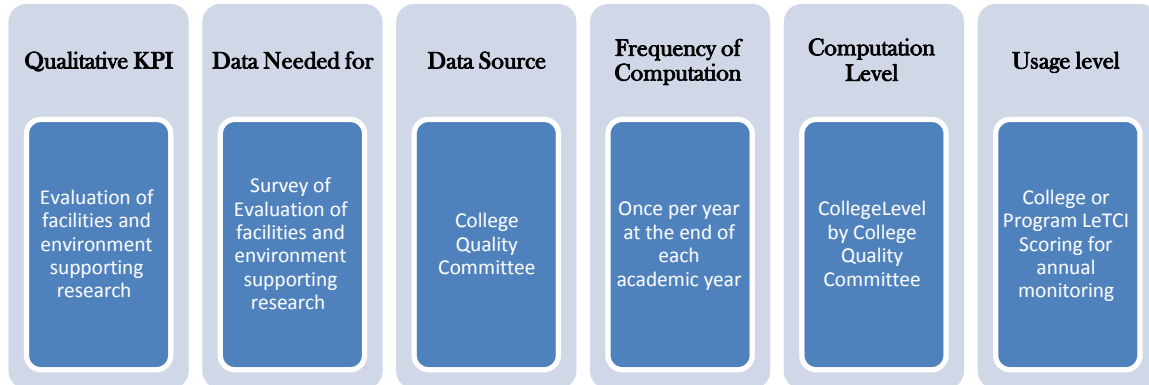 Qualitative KPI
Evaluation of
facilities and
environment
supporting
research
Data Needed for
Survey of
Evaluation of
facilities and
environment
supporting
research
Data Source
College
Quality
Committee
Frequency of
Computation
Once per year
at the end of
each
academic year
Computation
Level
CollegeLevel
by College
Quality
Committee
Usage level
College or
Program LeTCI
Scoring for
annual
monitoring